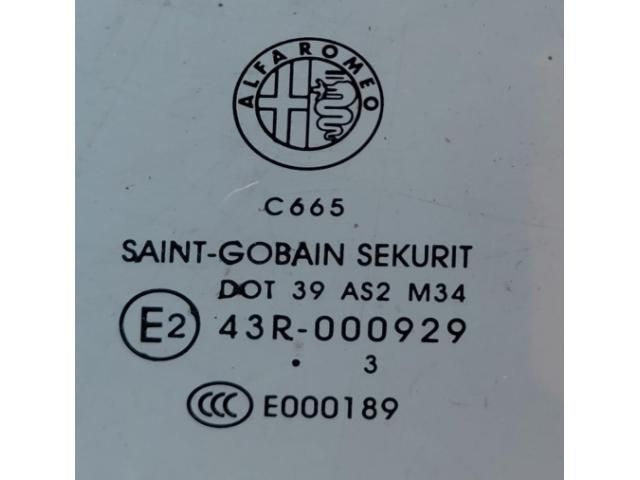 ALFA ROMEO
C665
SAINT-GOBAIN SEKURIT
DOT 39 AS2 M34
E2 43R-000929
. 3
CCC E000189